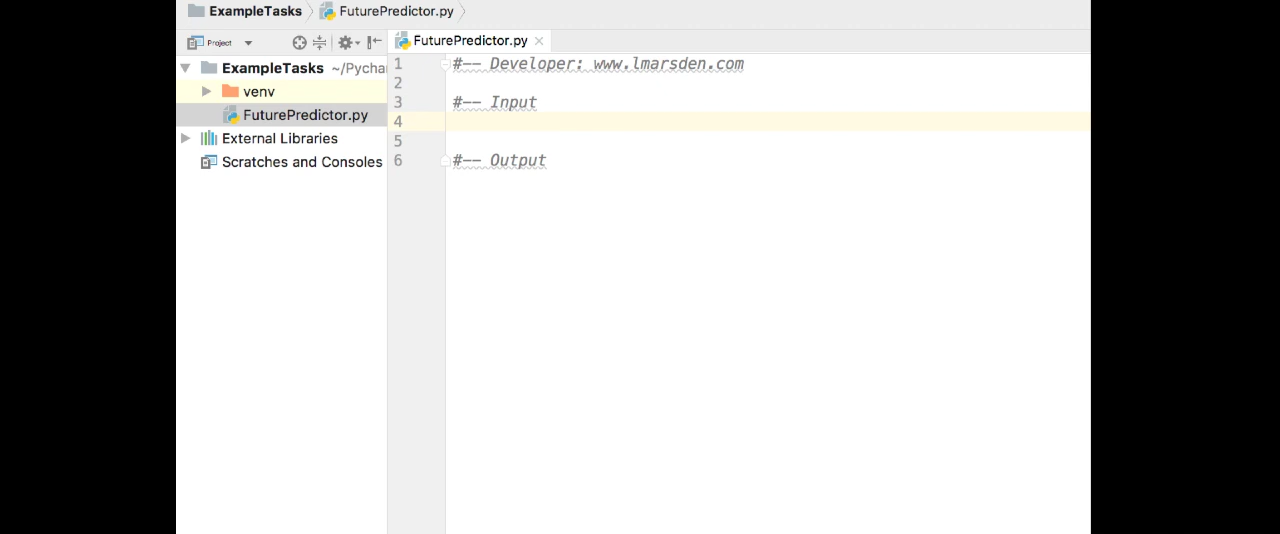 ExampleTasks FuturePredictor.py
Project
FuturePredictor.py
ExampleTasks ~/Pychar
venv
FuturePredictor.py
External Libraries
Scratches and Consoles
1 #-- Developer: www.lmarsden.com
2
3 #-- Input
4
5
6 #-- Output